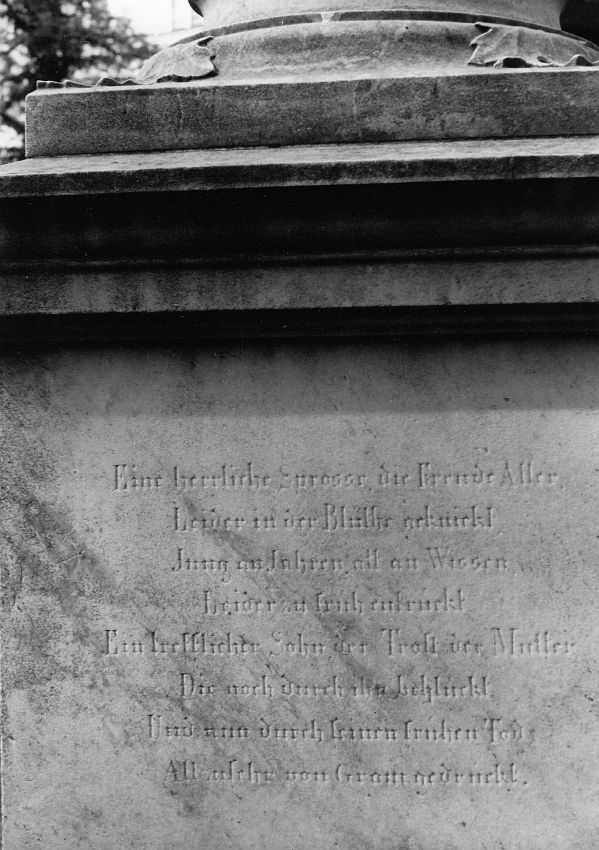 Eine herrliche Sprosse, die Freude Aller,
Leider in der Blüthe geknickt,
Jung an Jahren, alt an Wissen
Leider zu früh entrückt
Ein trefflicher Sohn, der Trost der Mutter
Die noch durch ihn beglückt,
Und nun durch seinen frühen Tod
von Gram gedrückt.